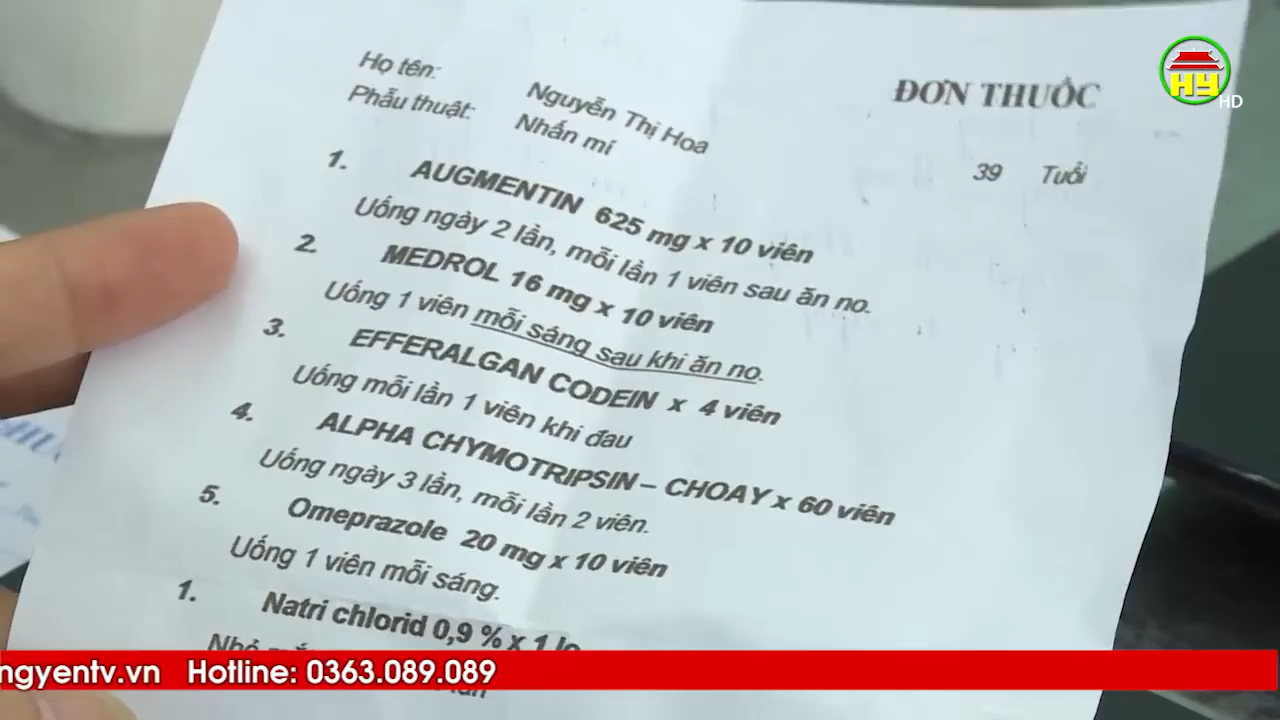 HY
HD
ĐƠN THUỐC
Họ tên: Nguyễn Thị Hoa 39 Tuổi
Phẫu thuật: Nhấn mí
1. AUGMENTIN 625 mg x 10 viên
Uống ngày 2 lần, mỗi lần 1 viên sau ăn no.
2. MEDROL 16 mg x 10 viên
Uống 1 viên mỗi sáng sau khi ăn no.
3. EFFERALGAN CODEIN x 4 viên
Uống mỗi lần 1 viên khi đau
4. ALPHA CHYMOTRIPSIN – CHOAY x 60 viên
Uống ngày 3 lần, mỗi lần 2 viên.
5. Omeprazole 20 mg x 10 viên
Uống 1 viên mỗi sáng.
1. Natri chlorid 0,9 % x 1 lo
Nhỏ mắt
ngyentv.vn Hotline: 0363.089.089